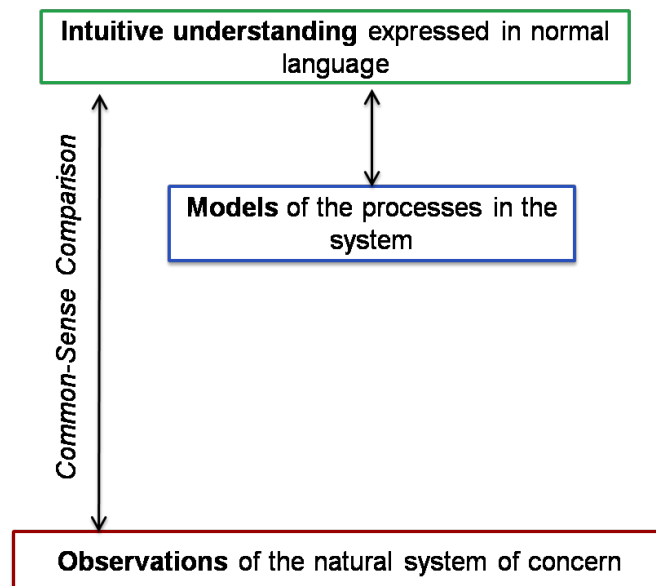 Intuitive understanding expressed in normal
language
Common-Sense Comparison
Models of the processes in the
system
Observations of the natural system of concern